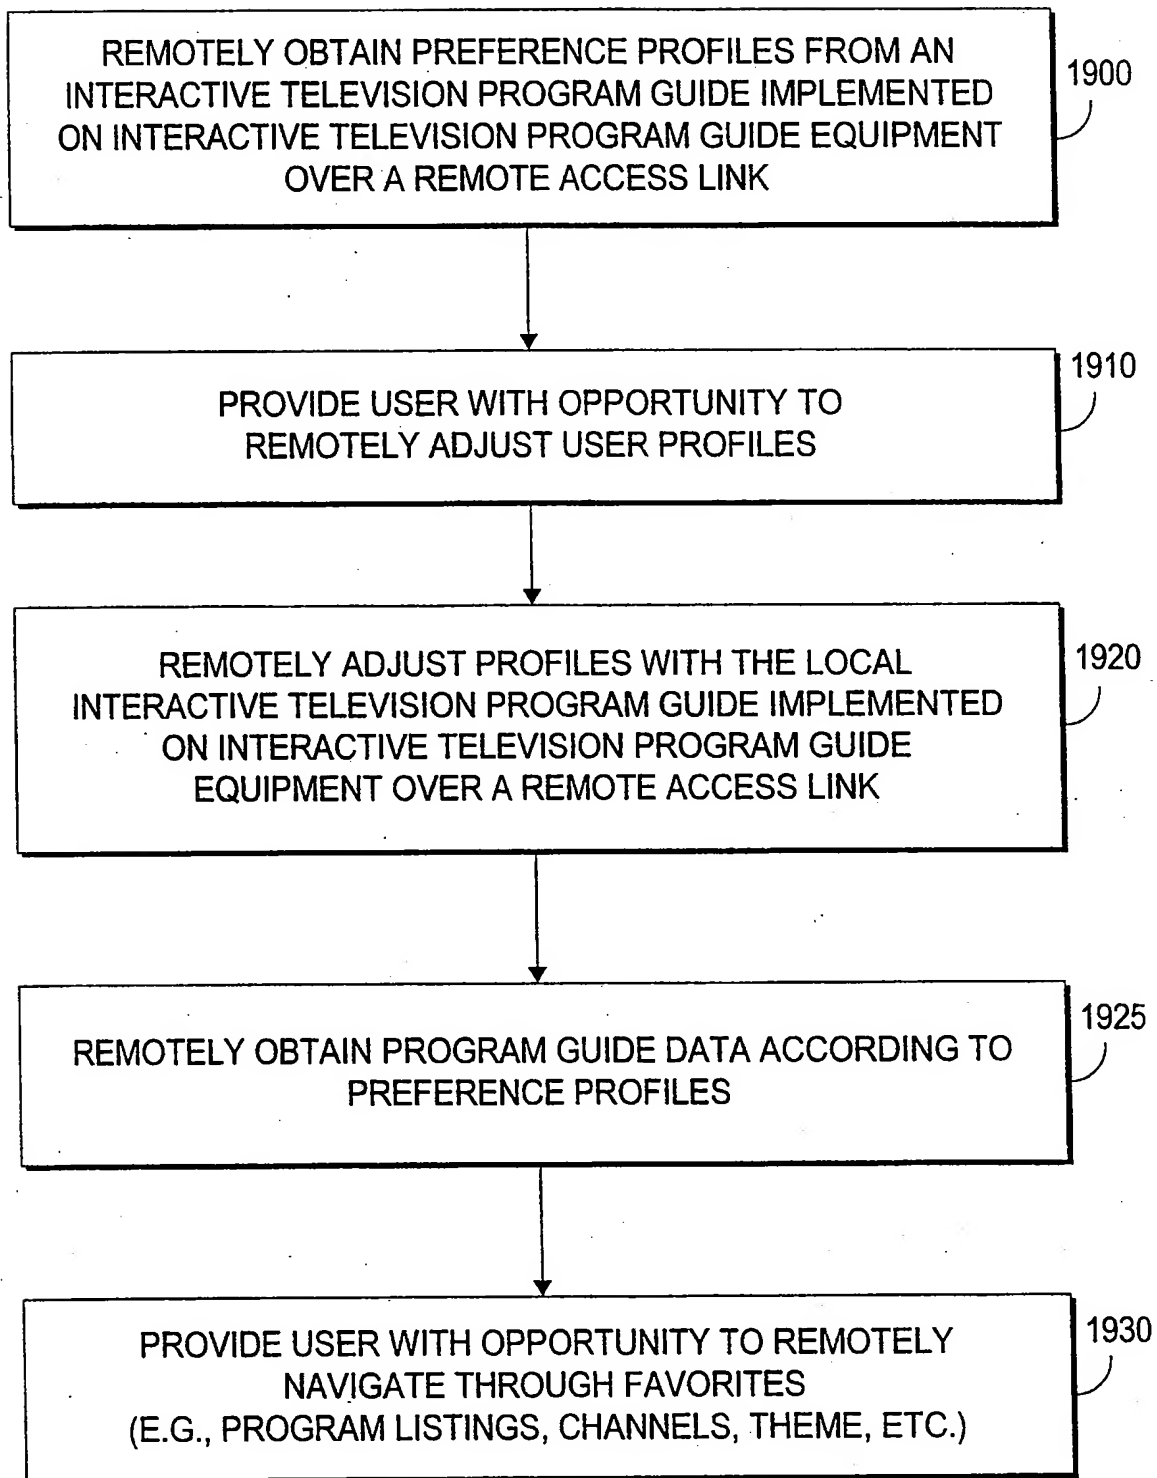 REMOTELY OBTAIN PREFERENCE PROFILES FROM AN
INTERACTIVE TELEVISION PROGRAM GUIDE IMPLEMENTED
ON INTERACTIVE TELEVISION PROGRAM GUIDE EQUIPMENT
OVER A REMOTE ACCESS LINK
1900
PROVIDE USER WITH OPPORTUNITY TO
REMOTELY ADJUST USER PROFILES
1910
REMOTELY ADJUST PROFILES WITH THE LOCAL
INTERACTIVE TELEVISION PROGRAM GUIDE IMPLEMENTED
ON INTERACTIVE TELEVISION PROGRAM GUIDE
EQUIPMENT OVER A REMOTE ACCESS LINK
1920
REMOTELY OBTAIN PROGRAM GUIDE DATA ACCORDING TO
PREFERENCE PROFILES
1925
PROVIDE USER WITH OPPORTUNITY TO REMOTELY
NAVIGATE THROUGH FAVORITES
(E.G., PROGRAM LISTINGS, CHANNELS, THEME, ETC.)
1930